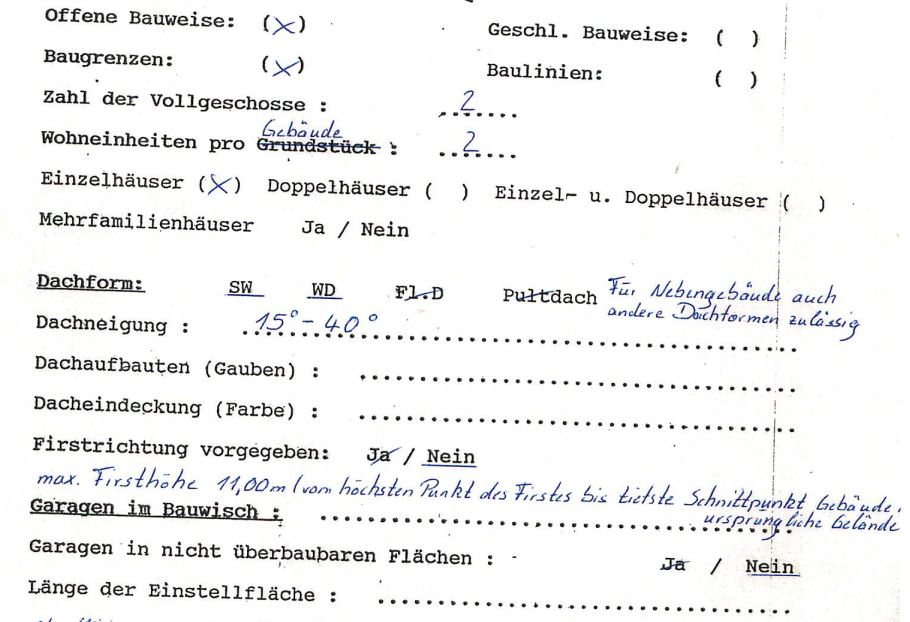 Offene Bauweise: (X) Geschl. Bauweise: ( )
Baugrenzen: (X) Baulinien: ( )
Zahl der Vollgeschosse : 2
Gebäude
Wohneinheiten pro Grundstück : 2
Einzelhäuser (X) Doppelhäuser ( ) Einzel- u. Doppelhäuser ( )
Mehrfamilienhäuser Ja / Nein
Dachform: SW WD Fl.D Pultdach Für Nebengebäude auch
andere Dachformen zulässig
Dachneigung : 15° - 40°
Dachaufbauten (Gauben) : ........................
Dacheindeckung (Farbe) : ........................
Firstrichtung vorgegeben: Ja / Nein
max. Firsthöhe 11,00m (vom höchsten Punkt des Firstes bis tiefste Schnittpunkt Gebäude
ursprüngliche Gelände
Garagen im Bauwisch : ........................
Garagen in nicht überbaubaren Flächen : Ja / Nein
Länge der Einstellfläche : ........................